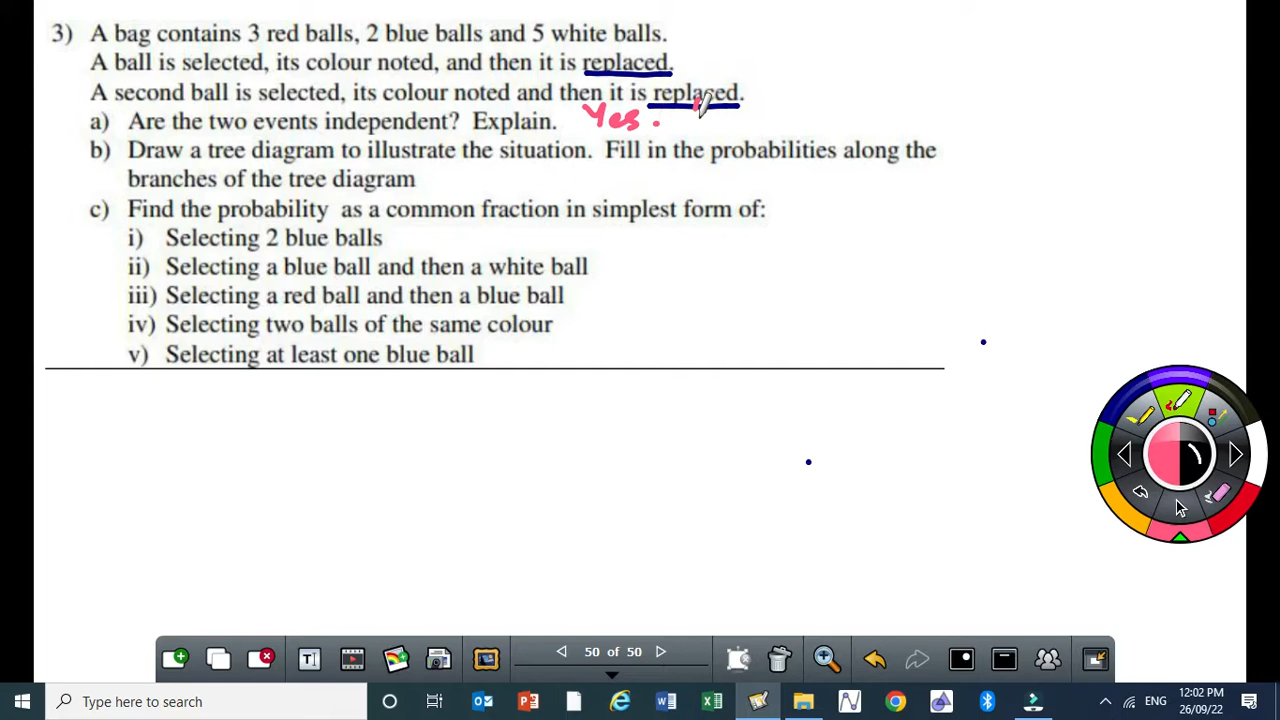 3) A bag contains 3 red balls, 2 blue balls and 5 white balls.
A ball is selected, its colour noted, and then it is replaced.
A second ball is selected, its colour noted and then it is replaced.
a) Are the two events independent? Explain. Yes.
b) Draw a tree diagram to illustrate the situation. Fill in the probabilities along the
branches of the tree diagram
c) Find the probability as a common fraction in simplest form of:
i) Selecting 2 blue balls
ii) Selecting a blue ball and then a white ball
iii) Selecting a red ball and then a blue ball
iv) Selecting two balls of the same colour
v) Selecting at least one blue ball
50 of 50
Type here to search
ENG
12:02 PM
26/09/22